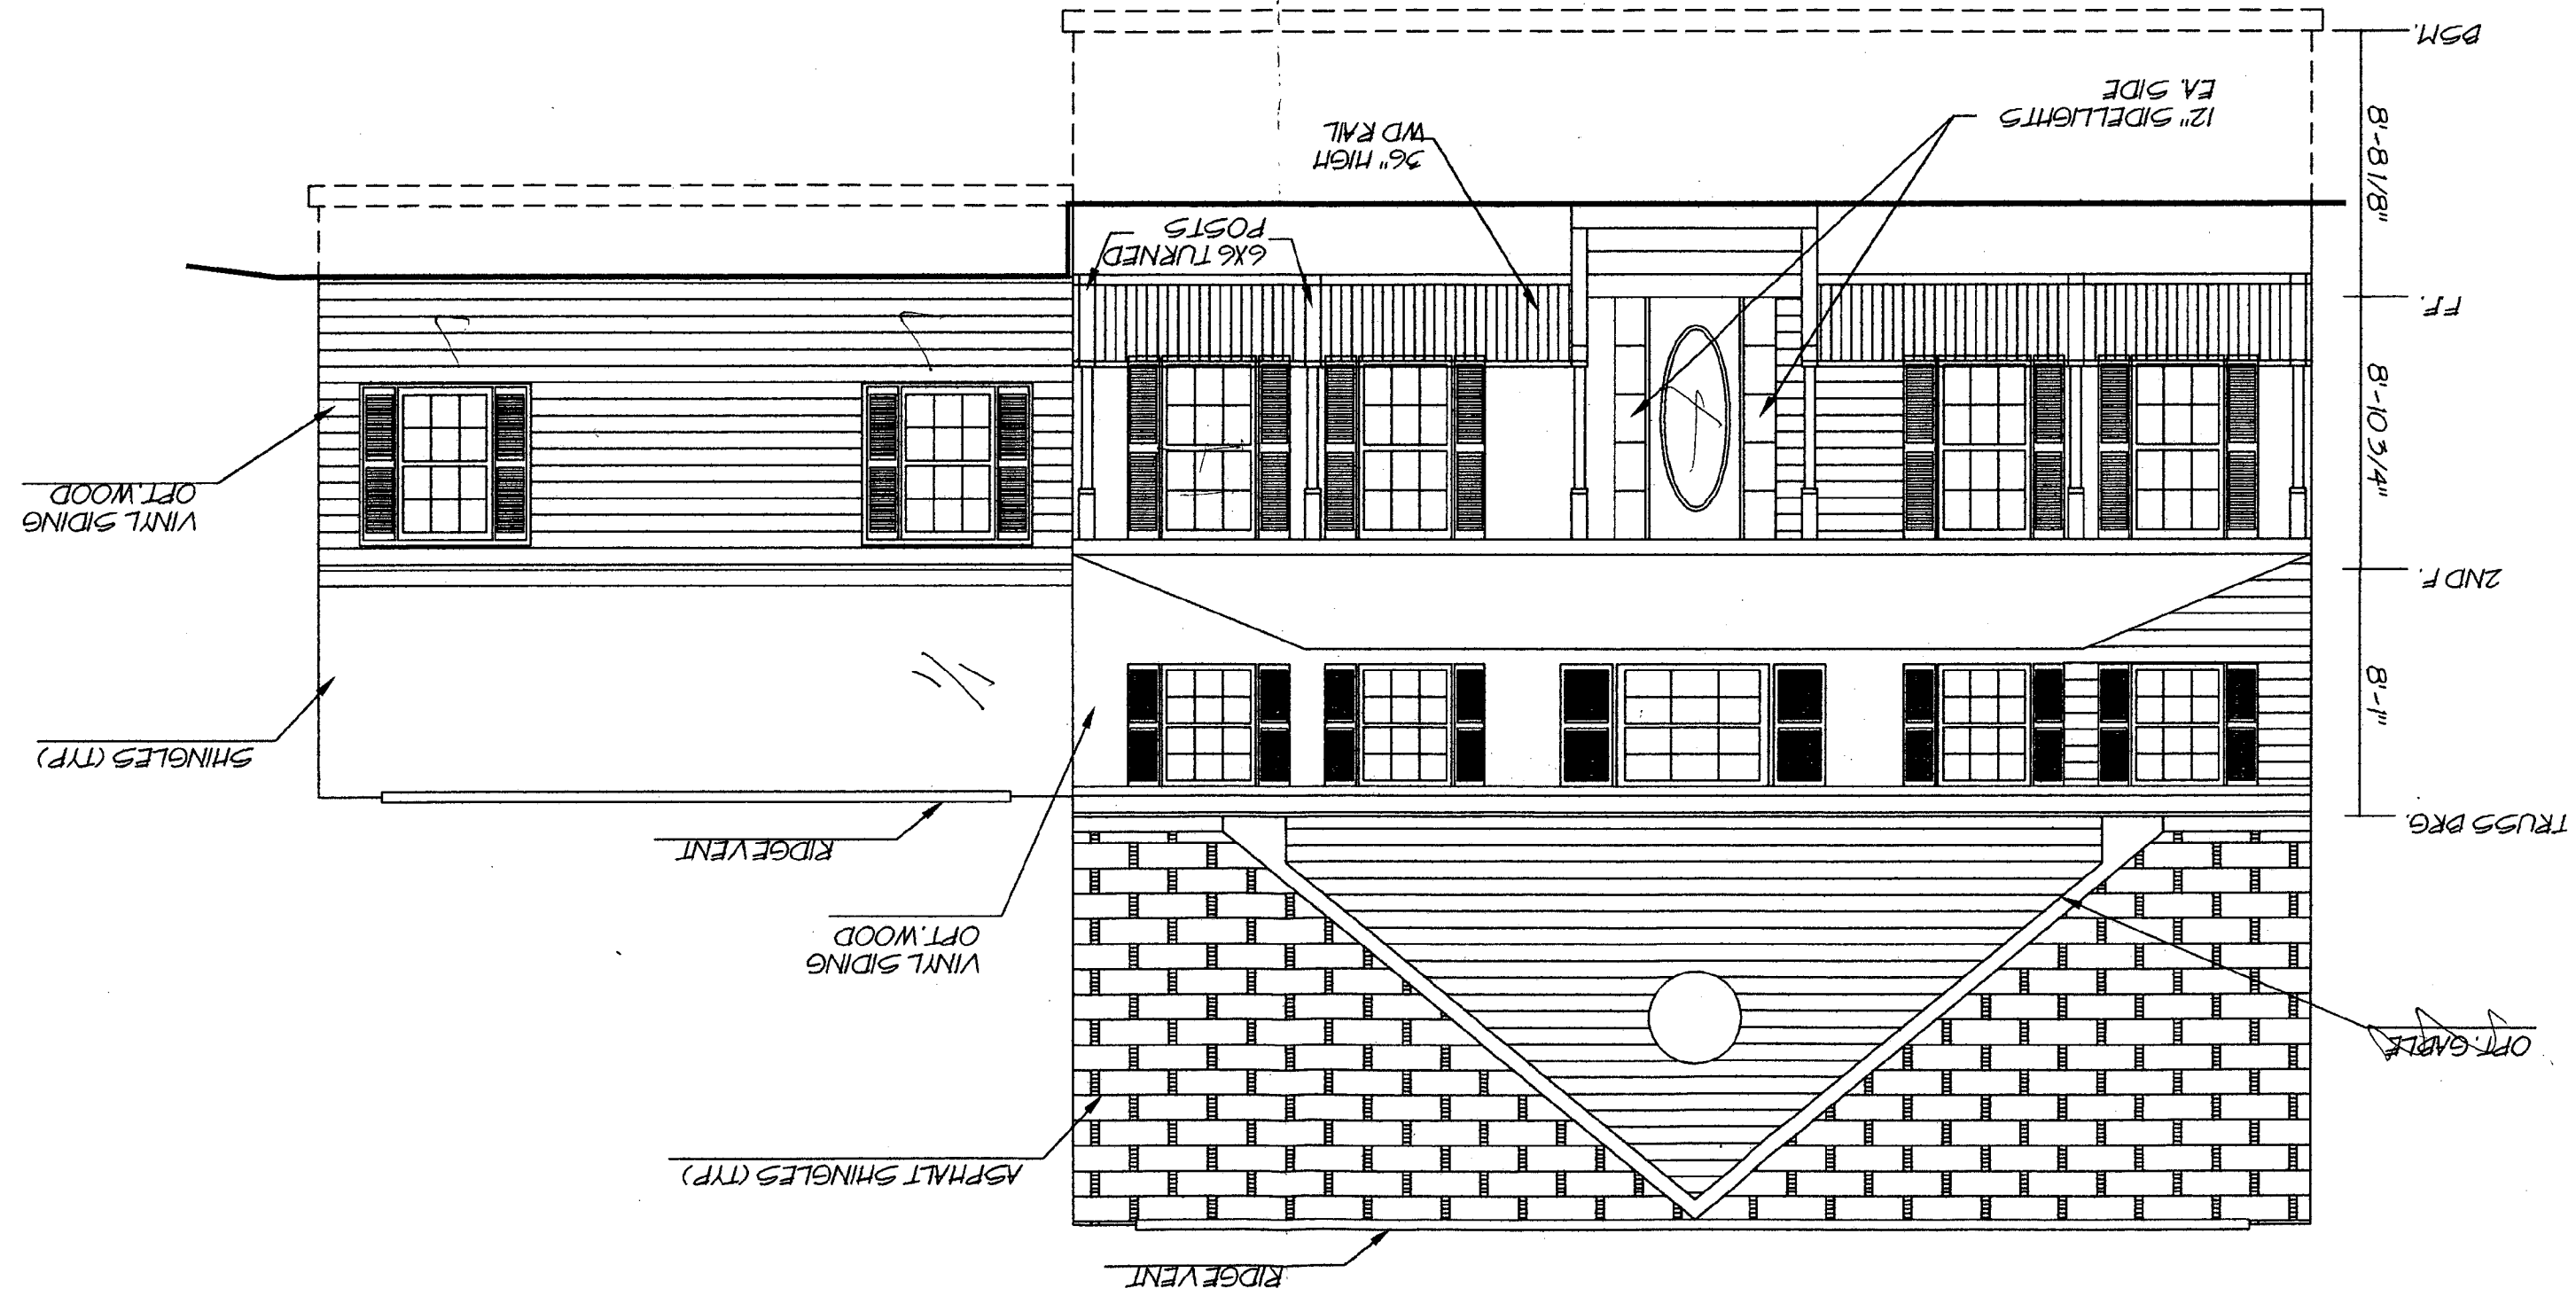 RIDGE VENT
ASPHALT SHINGLES (TYP)
OPT. GABLE
VINYL SIDING
OPT. WOOD
RIDGE VENT
TRUSS BRG.
8'-1"
SHINGLES (TYP)
2ND F.
VINYL SIDING
OPT. WOOD
8'-10 3/4"
F.F.
6X6 TURNED
POSTS
36" HIGH
WD RAIL
12" SIDELLIGHTS
EA. SIDE
8'-8 1/8"
BSM.